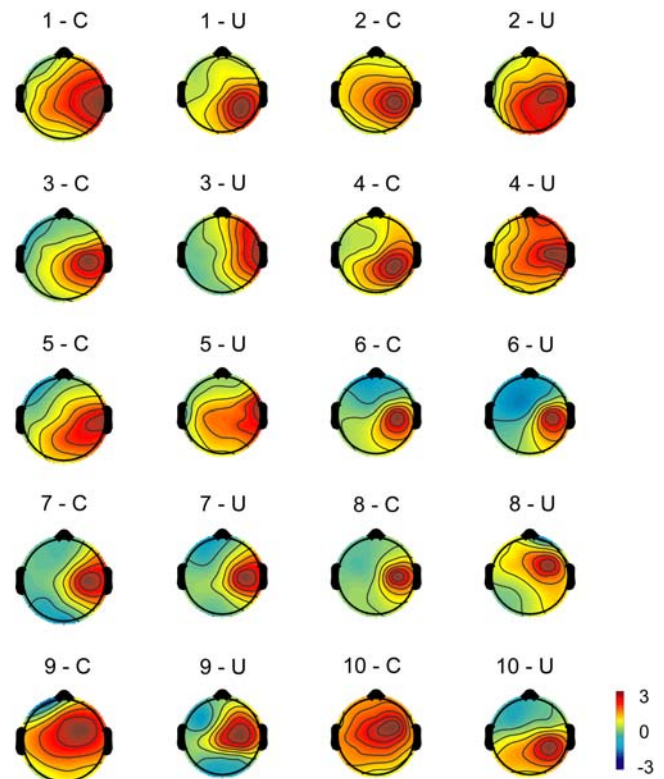 1 - C 1 - U 2 - C 2 - U
3 - C 3 - U 4 - C 4 - U
5 - C 5 - U 6 - C 6 - U
7 - C 7 - U 8 - C 8 - U
9 - C 9 - U 10 - C 10 - U
3
0
-3